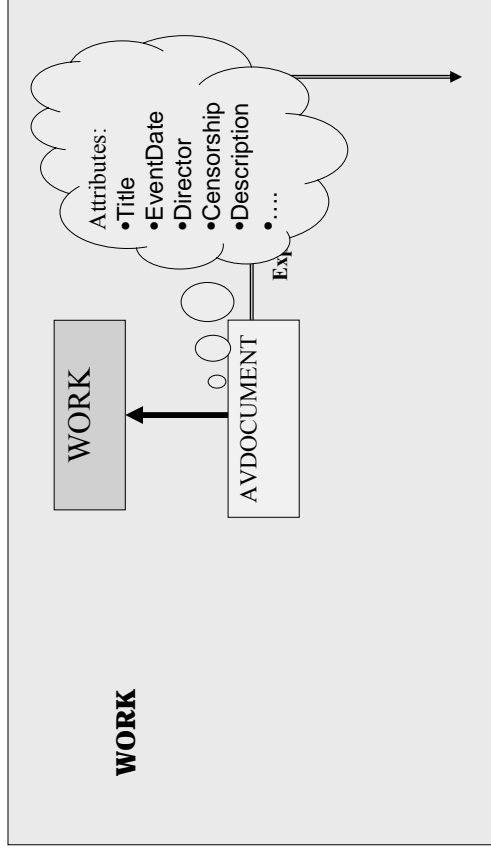 WORK
WORK
AVDOCUMENT
Attributes:
•Title
•EventDate
•Director
•Censorship
•Description
•….